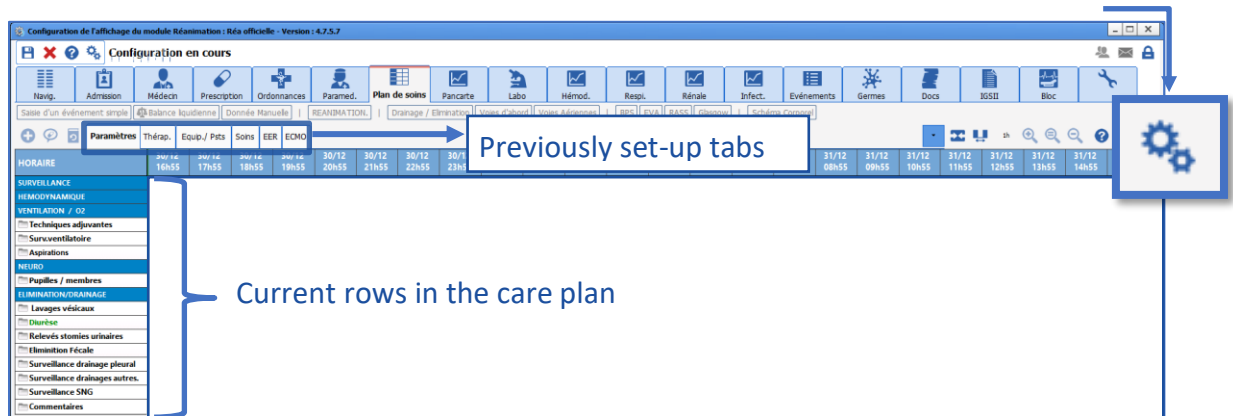 Configuration de l'affichage du module Réanimation : Réa officielle - Version : 4.7.5.7
Configuration en cours
Navig. Admission Médecin Prescription Ordonnances Paramed. Plan de soins Pancarte Labo Hémod. Respi. Rénale Infect. Evénements Germes Docs IGSII Bloc
Saisie d'un événement simple | Balance liquidienne Donnée Manuelle | REANIMATION. | Drainage / Elimination Voies d'abord Voies Aériennes | BPS EVA RASS Glasgow | Schéma Corporel
Paramètres Thérap. Equip./ Psts Soins EER ECMO
Previously set-up tabs
1h
HORAIRE 30/12 30/12 30/12 30/12 30/12 30/12 30/12 31/12 31/12 31/12 31/12 31/12 31/12 31/12
16h55 17h55 18h55 19h55 20h55 21h55 22h55 08h55 09h55 10h55 11h55 12h55 13h55 14h55
SURVEILLANCE
HEMODYNAMIQUE
VENTILATION / O2
Techniques adjuvantes
Surv.ventilatoire
Aspirations
NEURO
Pupilles / membres
ELIMINATION/DRAINAGE
Current rows in the care plan
Lavages vésicaux
Diurèse
Relevés stomies urinaires
Eliminition Fécale
Surveillance drainage pleural
Surveillance drainages autres.
Surveillance SNG
Commentaires